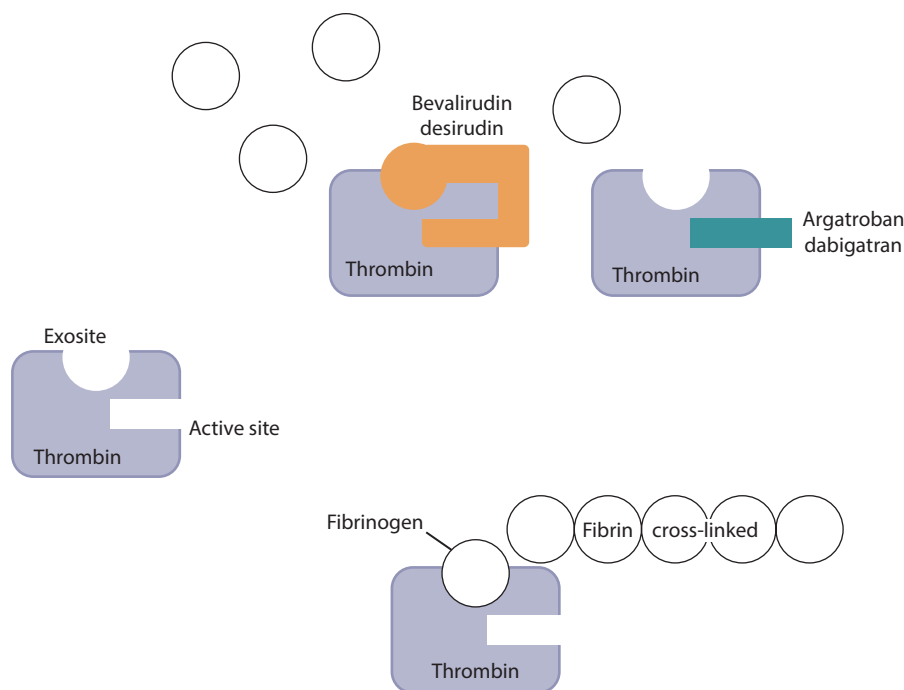 Bevalirudin
desirudin
Thrombin
Argatroban
dabigatran
Thrombin
Exosite
Active site
Thrombin
Fibrinogen
Fibrin cross-linked
Thrombin